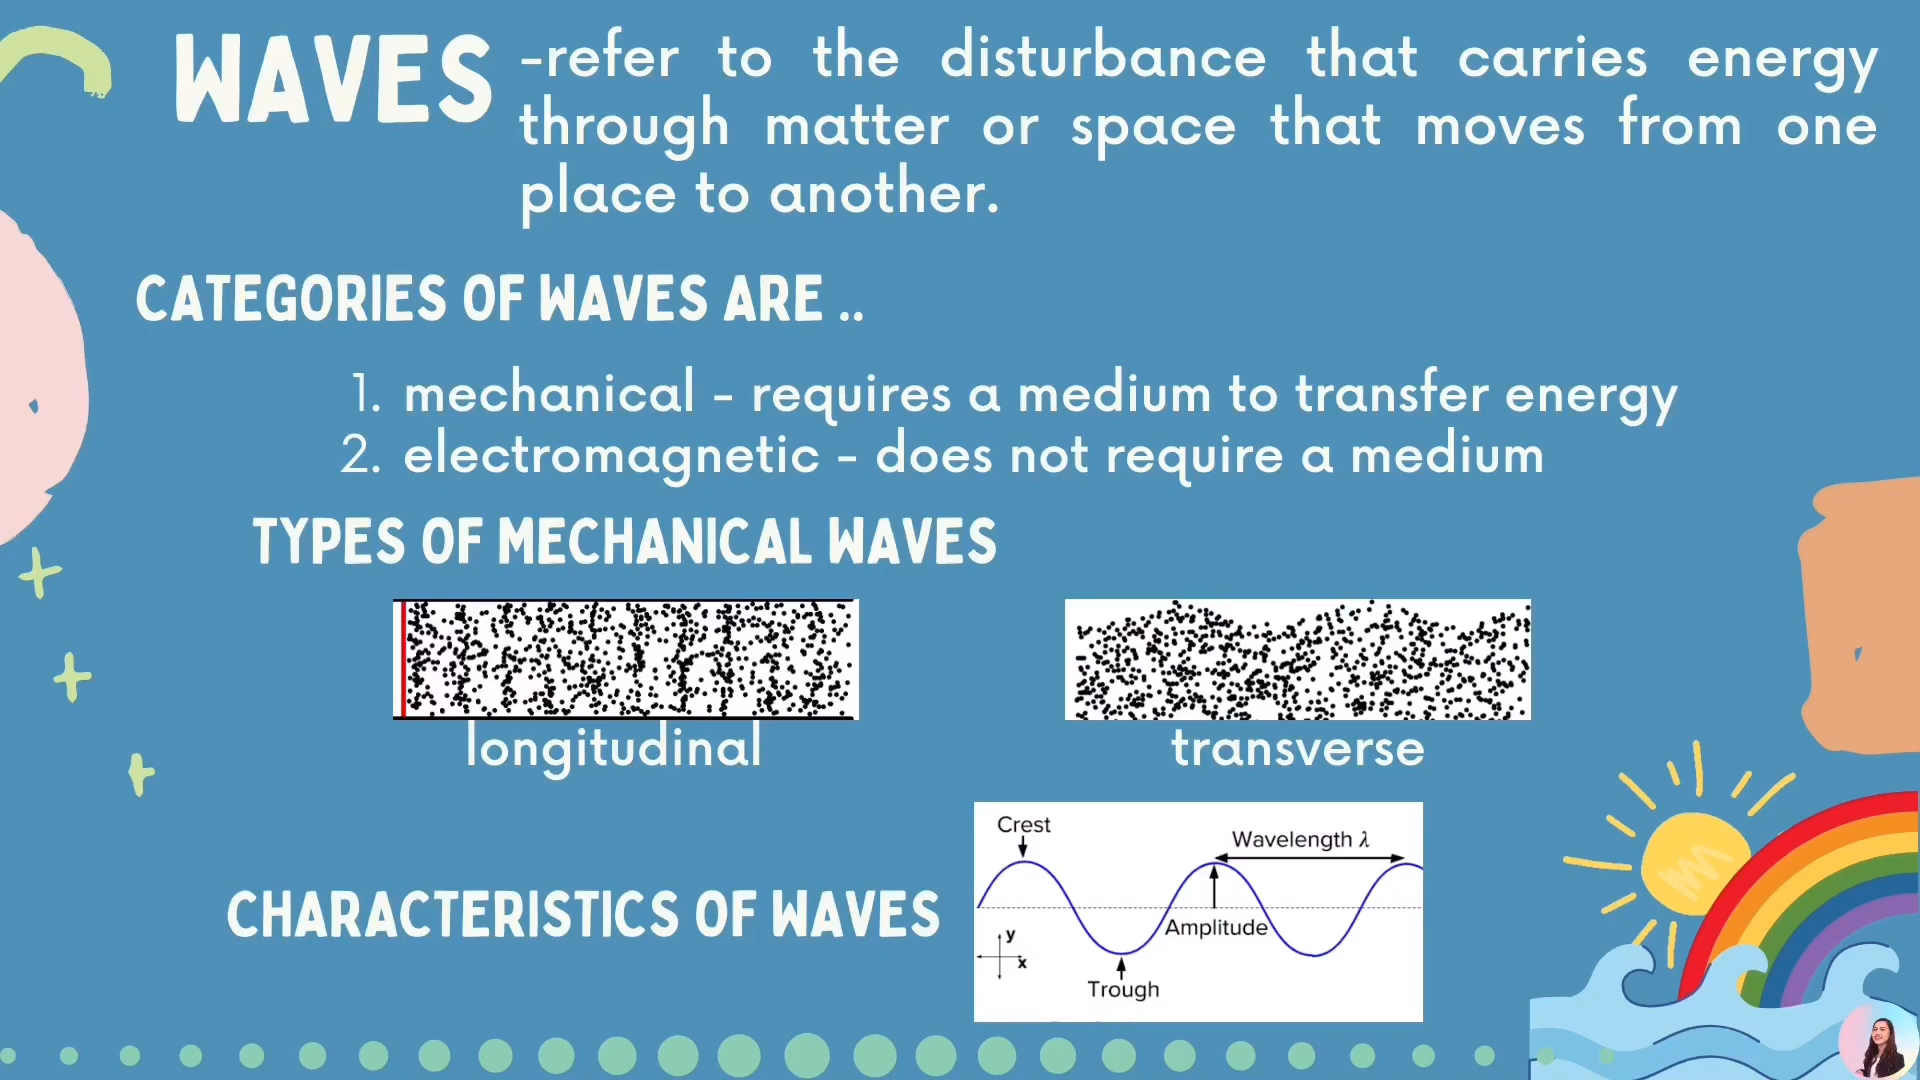 WAVES
-refer to the disturbance that carries energy
through matter or space that moves from one
place to another.
CATEGORIES OF WAVES ARE ..
1. mechanical - requires a medium to transfer energy
2. electromagnetic - does not require a medium
TYPES OF MECHANICAL WAVES
longitudinal
transverse
CHARACTERISTICS OF WAVES
Crest
Wavelength λ
Amplitude
y
x
Trough